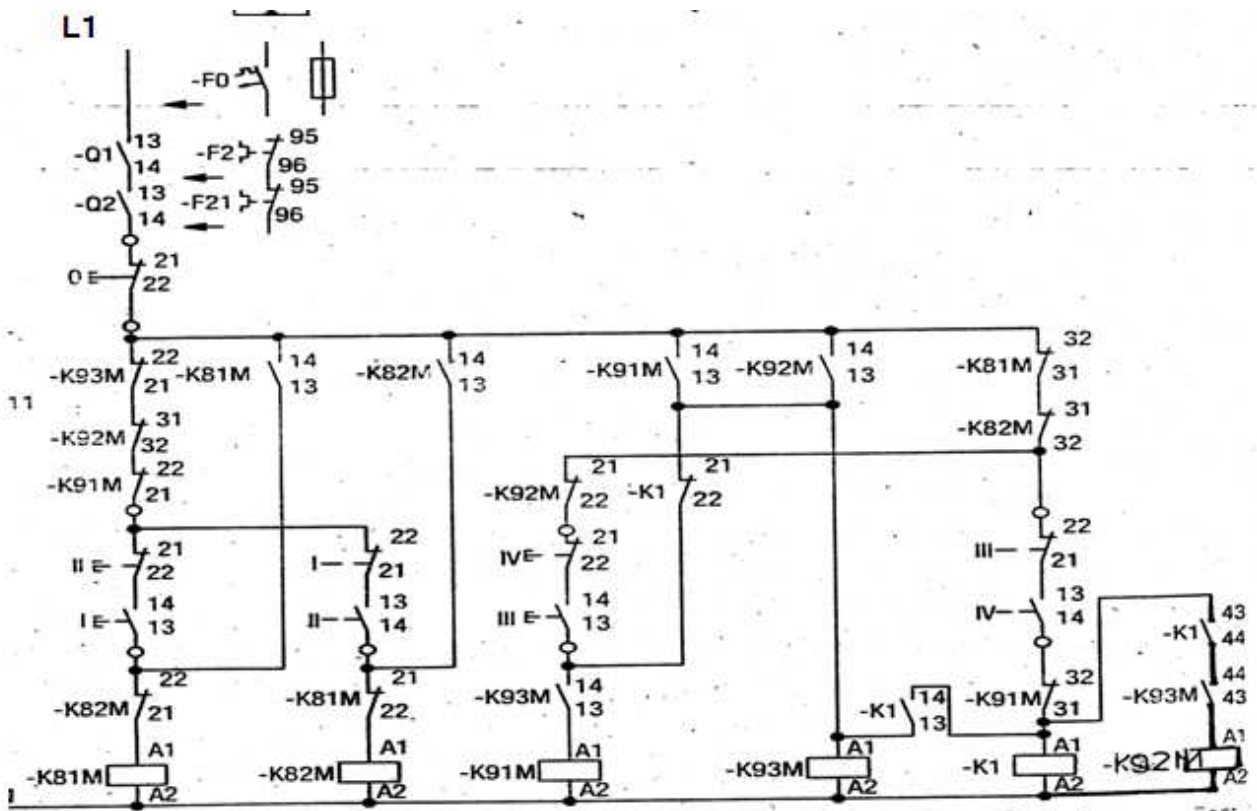 L1
-F0
-Q1 13 14
-F2 95 96
-Q2 13 14
-F21 95 96
0 E 21 22
-K93M 22 21
-K81M 14 13
-K82M 14 13
-K91M 14 13
-K92M 14 13
-K81M 32 31
11
-K92M 31 32
-K82M 31 32
-K91M 22 21
-K92M 21 22
-K1 21 22
II E 21 22
I 22 21
IV E 21 22
III 22 21
I E 14 13
II 13 14
III E 14 13
IV 13 14
-K1 43 44
-K82M 22 21
-K81M 21 22
-K93M 14 13
-K1 14 13
-K91M 32 31
-K93M 44 43
-K81M A1 A2
-K82M A1 A2
-K91M A1 A2
-K93M A1 A2
-K1 A1 A2
-K92M A1 A2